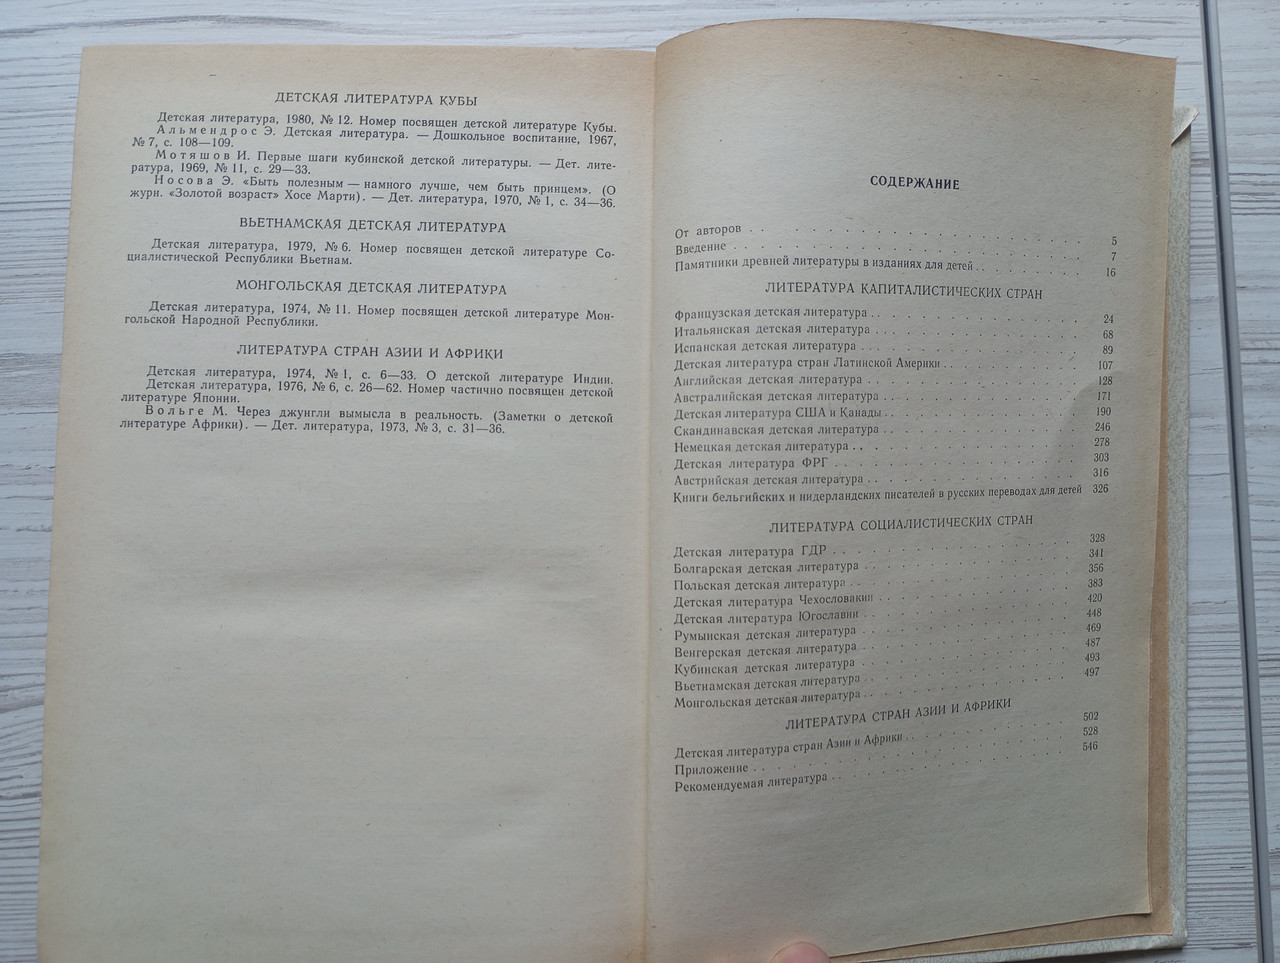 ДЕТСКАЯ ЛИТЕРАТУРА КУБЫ
Детская литература, 1980, № 12. Номер посвящен детской литературе Кубы.
Альмендрос Э. Детская литература. — Дошкольное воспитание, 1967,
№ 7, с. 108—109.
Мотяшов И. Первые шаги кубинской детской литературы. — Дет. лите-
ратура, 1969, № 11, с. 29—33.
Носова Э. «Быть полезным — намного лучше, чем быть принцем». (О
журн. «Золотой возраст» Хосе Марти). — Дет. литература, 1970, № 1, с. 34—36.
ВЬЕТНАМСКАЯ ДЕТСКАЯ ЛИТЕРАТУРА
Детская литература, 1979, № 6. Номер посвящен детской литературе Со-
циалистической Республики Вьетнам.
МОНГОЛЬСКАЯ ДЕТСКАЯ ЛИТЕРАТУРА
Детская литература, 1974, № 11. Номер посвящен детской литературе Мон-
гольской Народной Республики.
ЛИТЕРАТУРА СТРАН АЗИИ И АФРИКИ
Детская литература, 1974, № 1, с. 6—33. О детской литературе Индии.
Детская литература, 1976, № 6, с. 26—62. Номер частично посвящен детской
литературе Японии.
Вольге М. Через джунгли вымысла в реальность. (Заметки о детской
литературе Африки). — Дет. литература, 1973, № 3, с. 31—36.
СОДЕРЖАНИЕ
От авторов 5
Введение 7
Памятники древней литературы в изданиях для детей 16
ЛИТЕРАТУРА КАПИТАЛИСТИЧЕСКИХ СТРАН
Французская детская литература 24
Итальянская детская литература 68
Испанская детская литература 89
Детская литература стран Латинской Америки 107
Английская детская литература 128
Австралийская детская литература 171
Детская литература США и Канады 190
Скандинавская детская литература 246
Немецкая детская литература 278
Детская литература ФРГ 303
Австрийская детская литература 316
Книги бельгийских и нидерландских писателей в русских переводах для детей 326
ЛИТЕРАТУРА СОЦИАЛИСТИЧЕСКИХ СТРАН
Детская литература ГДР 328
Болгарская детская литература 341
Польская детская литература 356
Детская литература Чехословакии 383
Детская литература Югославии 420
Румынская детская литература 448
Венгерская детская литература 469
Кубинская детская литература 487
Вьетнамская детская литература 493
Монгольская детская литература 497
ЛИТЕРАТУРА СТРАН АЗИИ И АФРИКИ
Детская литература стран Азии и Африки 502
Приложение 528
Рекомендуемая литература 546